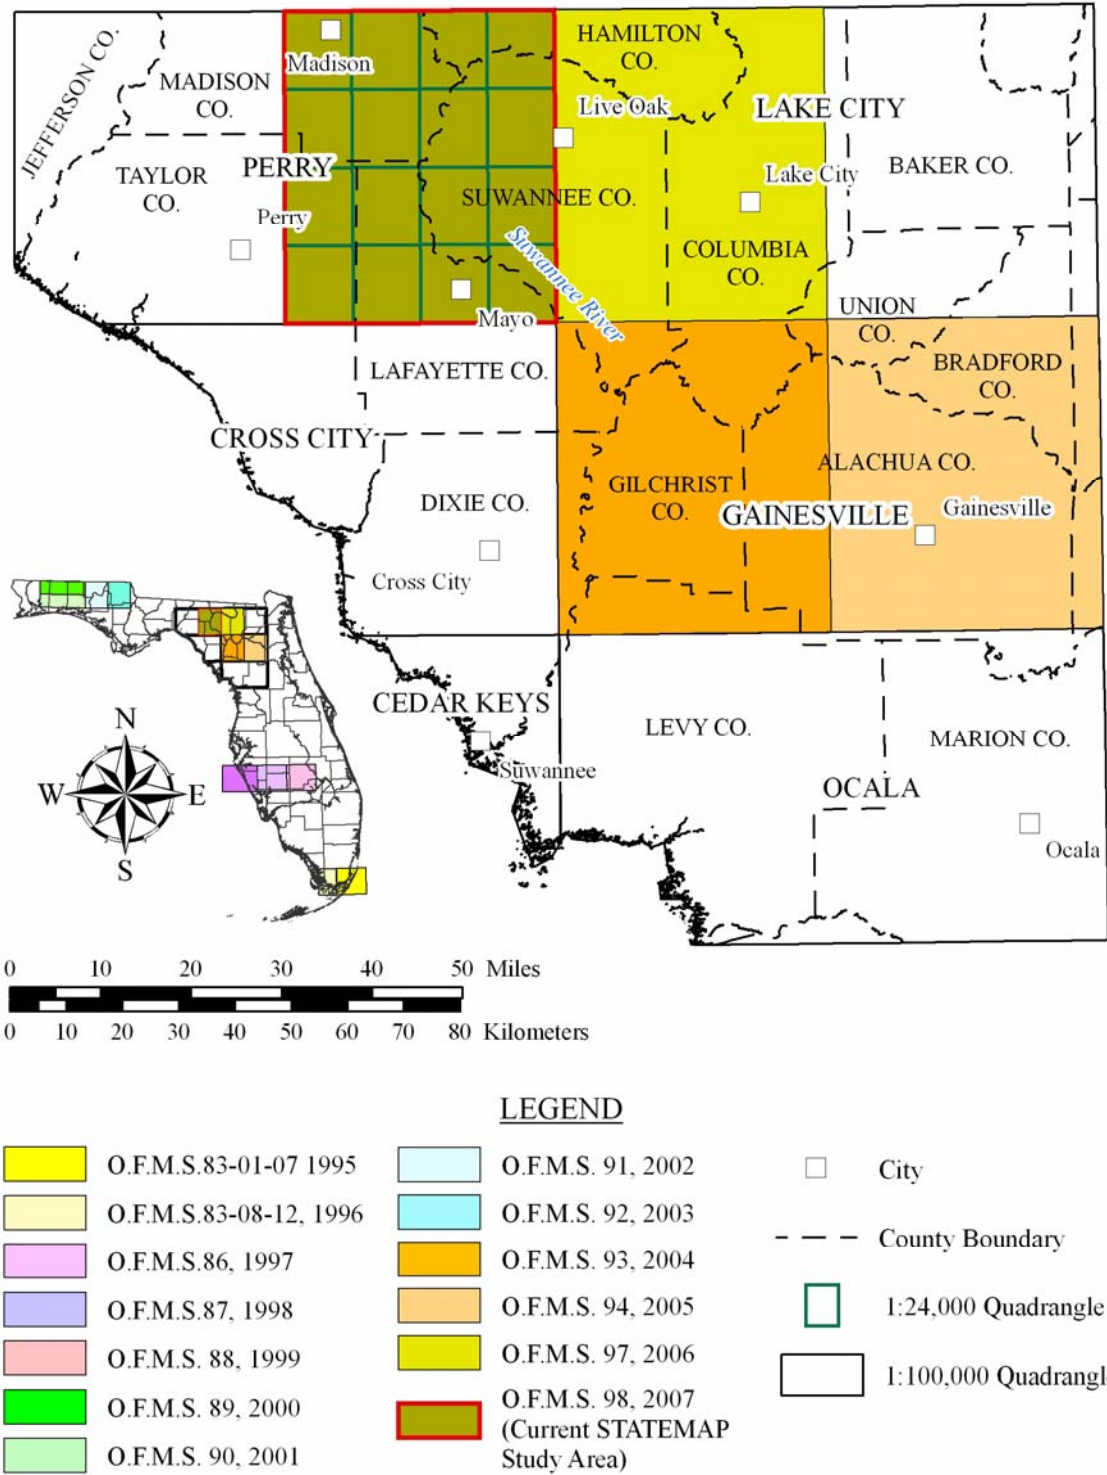 JEFFERSON CO.
MADISON
CO.
Madison
HAMILTON
CO.
Live Oak
LAKE CITY
BAKER CO.
TAYLOR
CO.
PERRY
Perry
SUWANNEE CO.
Lake City
COLUMBIA
CO.
Suwannee River
Mayo
UNION
CO.
LAFAYETTE CO.
BRADFORD
CO.
CROSS CITY
ALACHUA CO.
GILCHRIST
CO.
DIXIE CO.
GAINESVILLE
Gainesville
Cross City
CEDAR KEYS
LEVY CO.
MARION CO.
Suwannee
OCALA
Ocala
N
W E
S
0 10 20 30 40 50 Miles
0 10 20 30 40 50 60 70 80 Kilometers
LEGEND
O.F.M.S.83-01-07 1995
O.F.M.S.83-08-12, 1996
O.F.M.S.86, 1997
O.F.M.S.87, 1998
O.F.M.S. 88, 1999
O.F.M.S. 89, 2000
O.F.M.S. 90, 2001
O.F.M.S. 91, 2002
O.F.M.S. 92, 2003
O.F.M.S. 93, 2004
O.F.M.S. 94, 2005
O.F.M.S. 97, 2006
O.F.M.S. 98, 2007
(Current STATEMAP
Study Area)
City
County Boundary
1:24,000 Quadrangle
1:100,000 Quadrangl